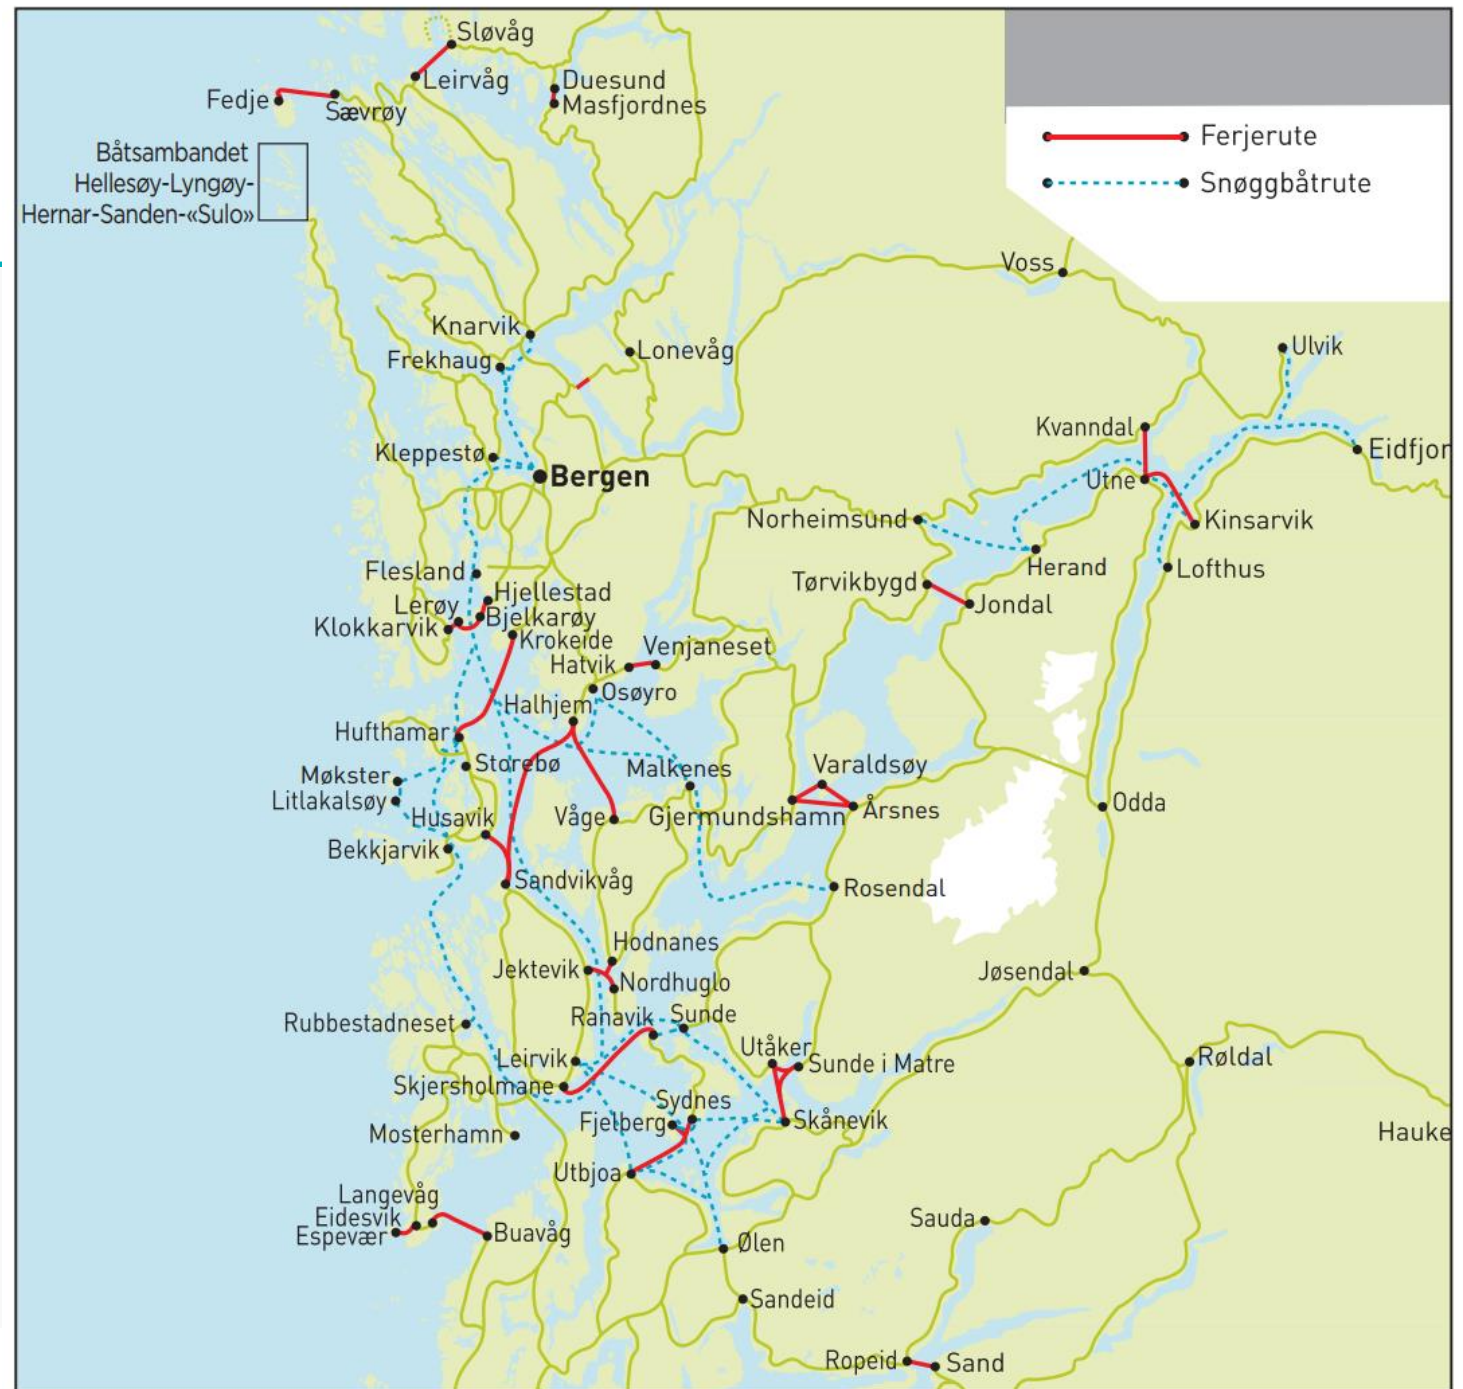 Sløvåg
Leirvåg
Duesund
Masfjordnes
Fedje
Sævrøy
Båtsambandet
Hellesøy-Lyngøy-
Hernar-Sanden-«Sulo»
Ferjerute
Snøggbåtrute
Voss
Knarvik
Frekhaug
Lonevåg
Ulvik
Kvanndal
Kleppestø
Bergen
Eidfjor
Utne
Norheimsund
Kinsarvik
Herand
Lofthus
Flesland
Hjellestad
Tørvikbygd
Lerøy
Bjelkarøy
Jondal
Klokkarvik
Krokeide
Hatvik
Venjaneset
Osøyro
Halhjem
Hufthamar
Storebø
Møkster
Malkenes
Varaldsøy
Litlakalsøy
Husavik
Våge
Gjermundshamn
Årsnes
Odda
Bekkjarvik
Sandvikvåg
Rosendal
Hodnanes
Jektevik
Nordhuglo
Jøsendal
Rubbestadneset
Ranavik
Sunde
Leirvik
Utåker
Sunde i Matre
Røldal
Skjersholmane
Sydnes
Fjelberg
Skånevik
Mosterhamn
Hauke
Utbjoa
Langevåg
Eidesvik
Espevær
Buavåg
Sauda
Ølen
Sandeid
Ropeid
Sand